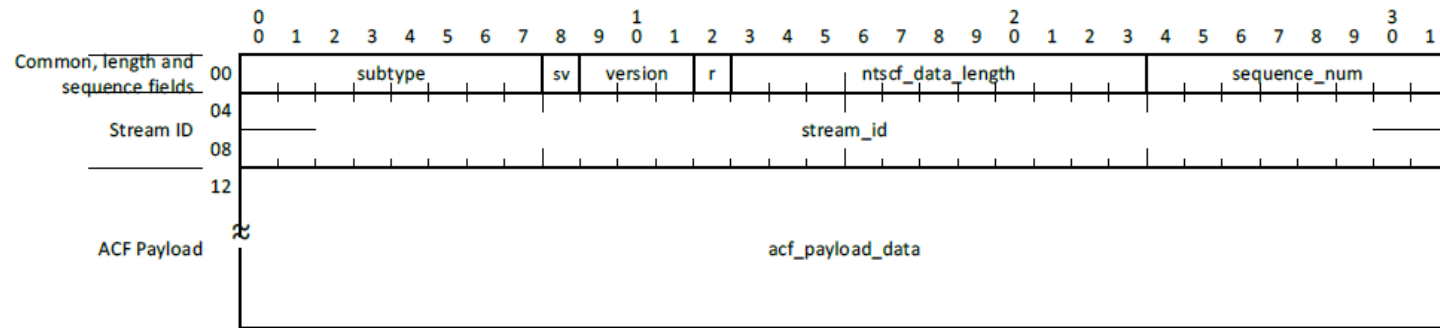 0 1 2 3
0 1 2 3 4 5 6 7 8 9 0 1 2 3 4 5 6 7 8 9 0 1 2 3 4 5 6 7 8 9 0 1
Common, length and
sequence fields 00 subtype sv version r ntscf_data_length sequence_num
04
Stream ID stream_id
08
12
ACF Payload acf_payload_data